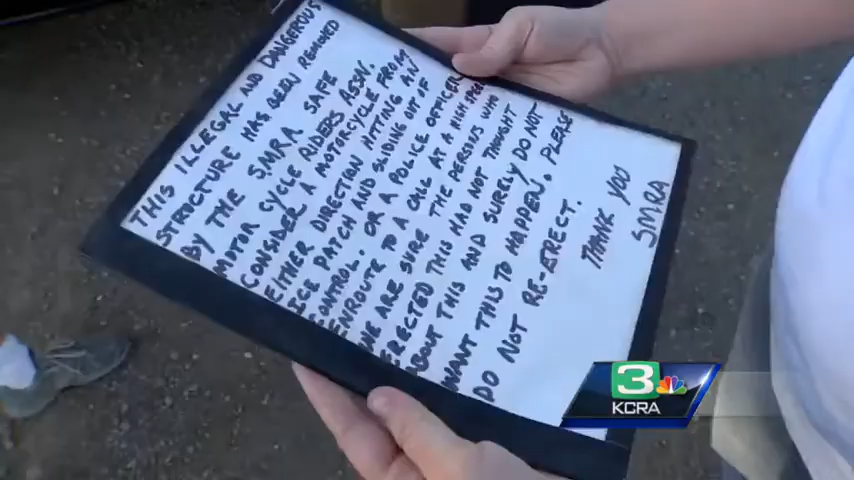 THIS ILLEGAL AND DANGEROUS
STRUCTURE HAS BEEN REMOVED
BY THE SMRA SAFE
MOTOR CYCLE RIDERS ASSN.
CONSIDER A MOTORCYCLE FROM
EITHER DIRECTION HITTING AN
ICE PATCH AND SLIDING OUT OF
CONTROL. OR A POLICE OFFICER
ENROUTE TO A CALL AT A HIGH SPEED
WE ARE SURE THE PERSONS WHO
ERECTED THIS HAD NOT THOUGHT
ABOUT THIS AND SURELY DO NOT
WANT THIS TO HAPPEN. PLEASE
DO NOT RE-ERECT.
THANK YOU
SMRA
3
KCRA